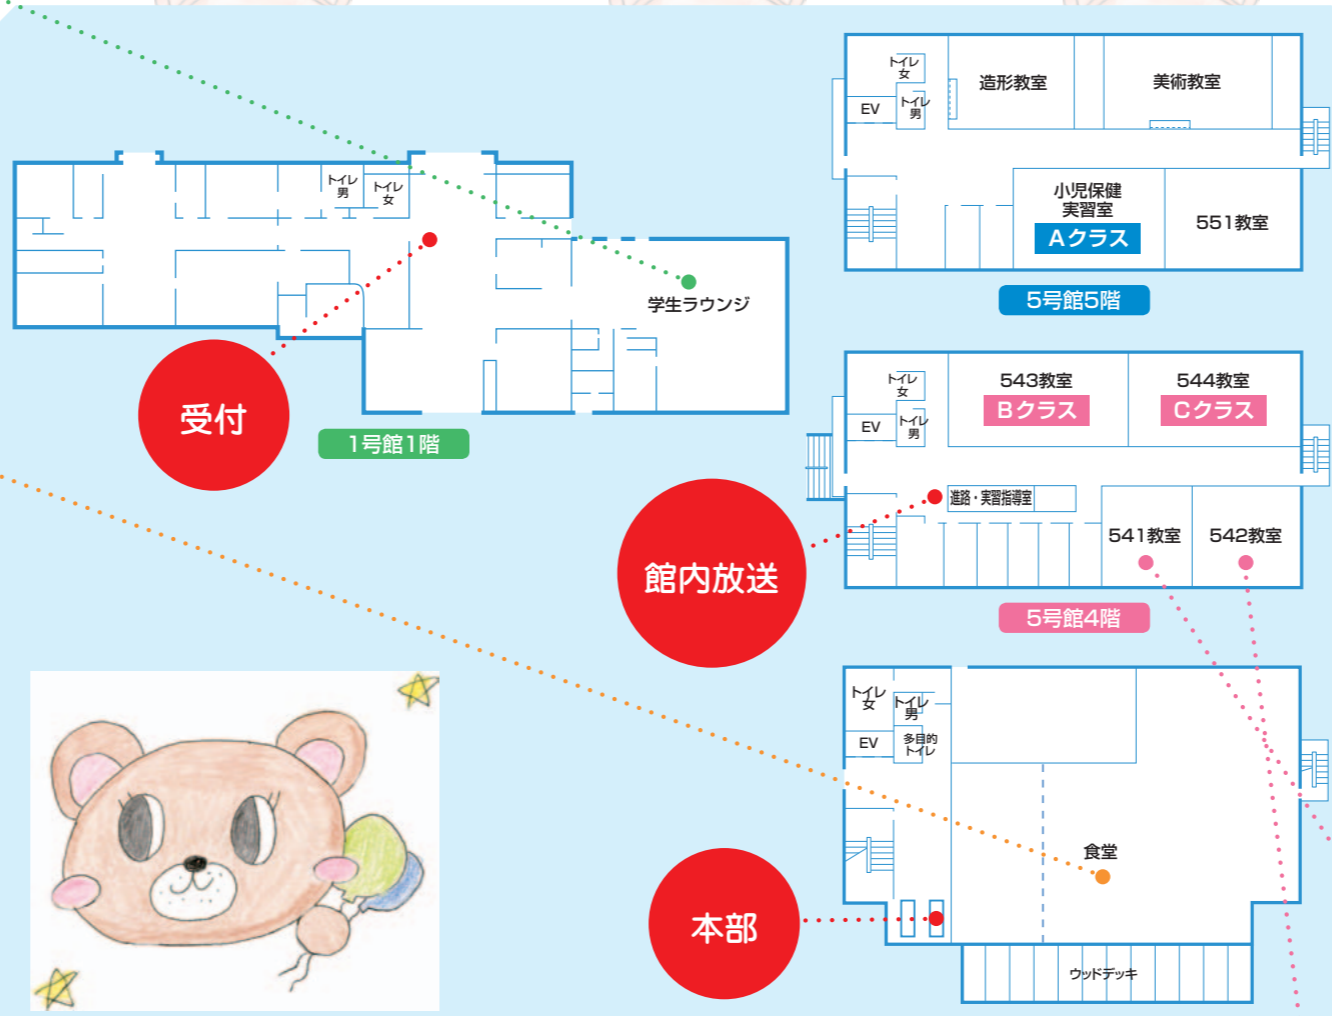 トイレ
女
EV
トイレ
男
造形教室
美術教室
小児保健
実習室
Aクラス
551教室
5号館5階
トイレ
男
トイレ
女
学生ラウンジ
受付
1号館1階
トイレ
女
EV
トイレ
男
543教室
Bクラス
544教室
Cクラス
進路・実習指導室
541教室
542教室
館内放送
5号館4階
トイレ
女
トイレ
男
EV
多目的
トイレ
食堂
本部
ウッドデッキ